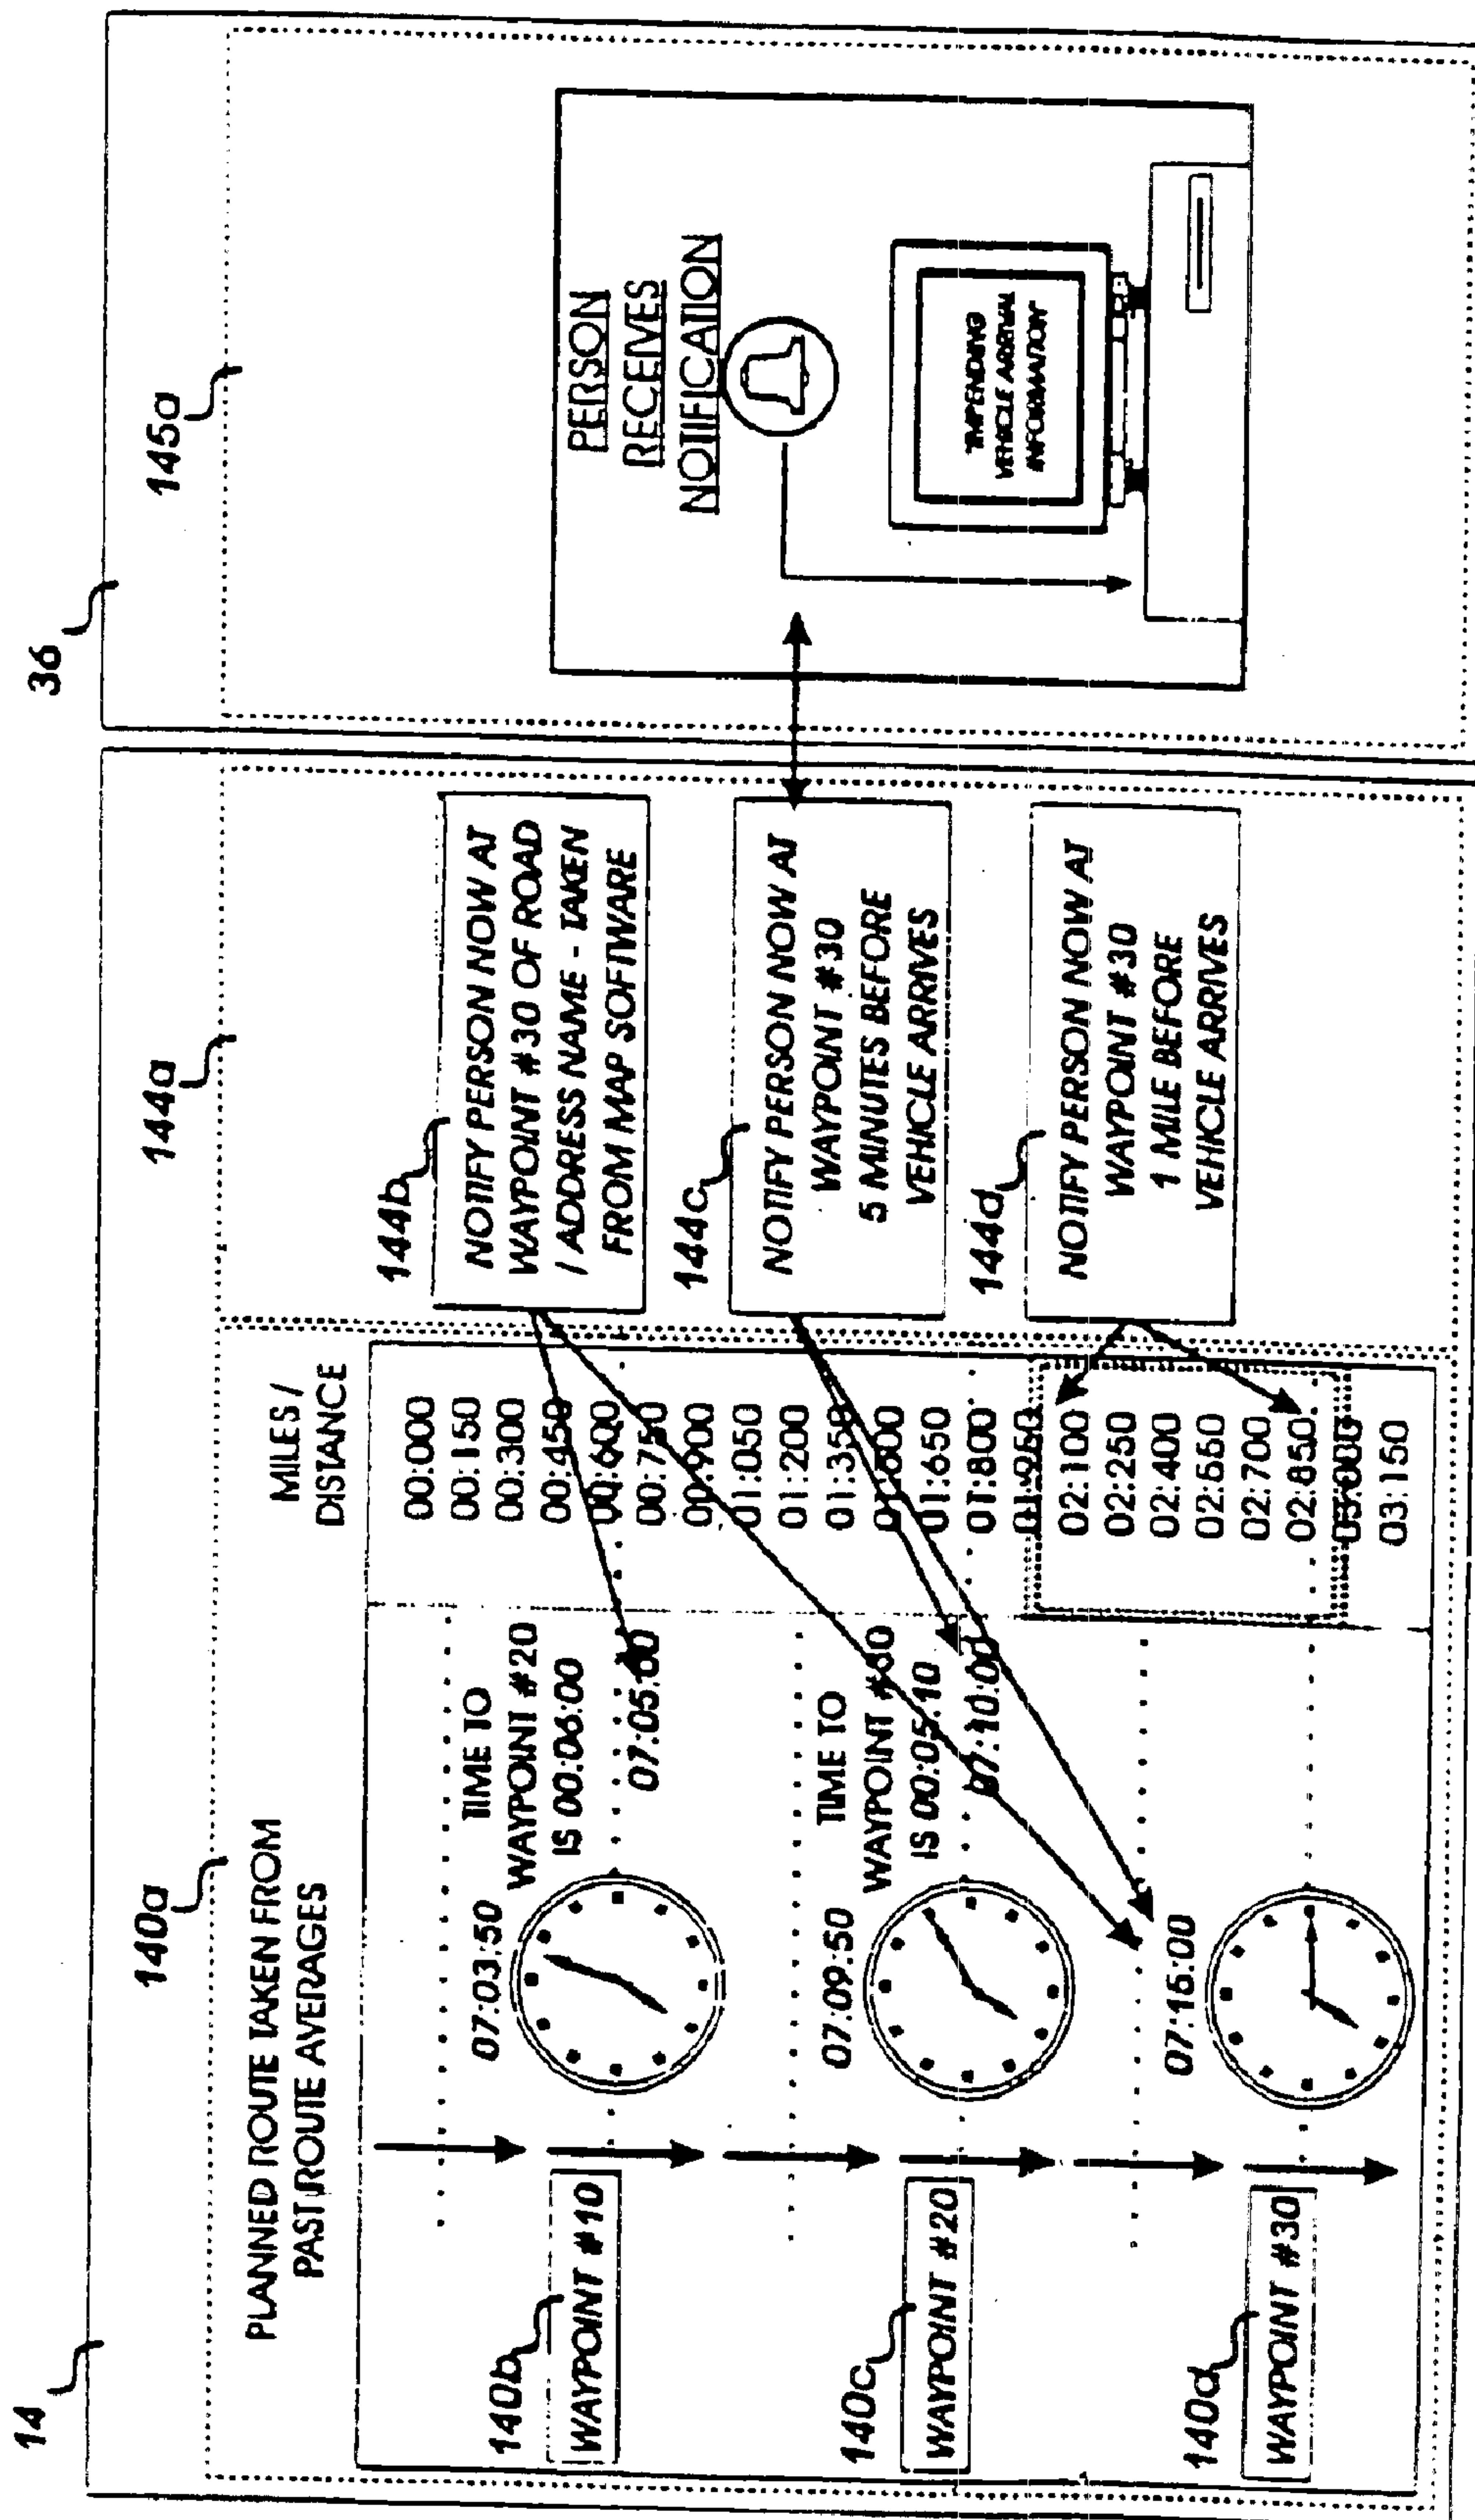 14
140a
PLANNED ROUTE TAKEN FROM
PAST ROUTE AVERAGES
MILES /
DISTANCE
140b
WAYPOINT #10
07:03:50
TIME TO
WAYPOINT #20
IS 00:06:00
07:05:00
140c
WAYPOINT #20
07:09:50
TIME TO
WAYPOINT #30
IS 00:05:10
07:10:00
140d
WAYPOINT #30
07:15:00
00:000
00:150
00:300
00:450
00:600
00:750
00:900
01:050
01:200
01:350
01:650
01:800
01:950
02:100
02:250
02:400
02:550
02:700
02:850
03:000
03:150
144a
144b
NOTIFY PERSON NOW AT
WAYPOINT #30 OF ROAD
/ ADDRESS NAME - TAKEN
FROM MAP SOFTWARE
144c
NOTIFY PERSON NOW AT
WAYPOINT #30
5 MINUTES BEFORE
VEHICLE ARRIVES
144d
NOTIFY PERSON NOW AT
WAYPOINT #30
1 MILE BEFORE
VEHICLE ARRIVES
36
145a
PERSON
RECEIVES
NOTIFICATION
"IMPENDING
VEHICLE ARRIVAL
INFORMATION"